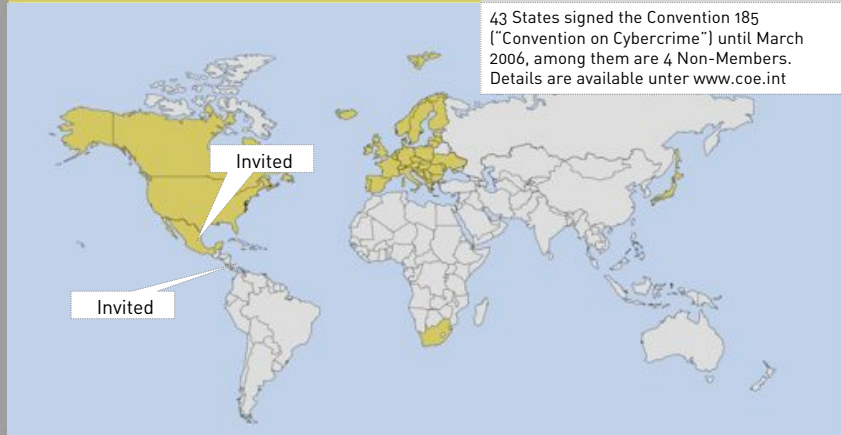 43 States signed the Convention 185
("Convention on Cybercrime") until March
2006, among them are 4 Non-Members.
Details are available unter www.coe.int
Invited
Invited